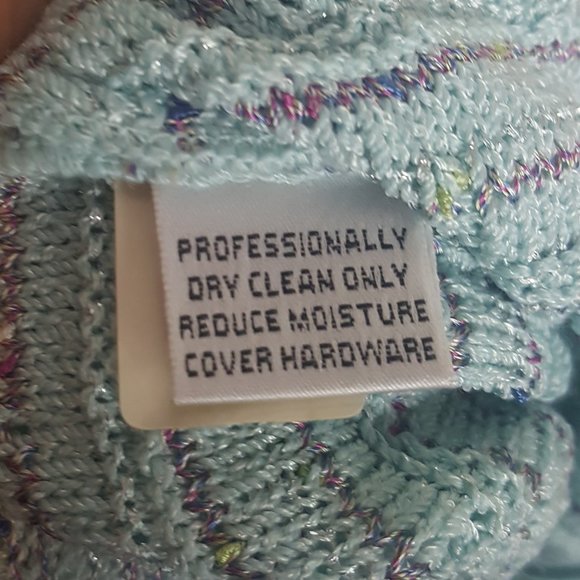 PROFESSIONALLY
DRY CLEAN ONLY
REDUCE MOISTURE
COVER HARDWARE